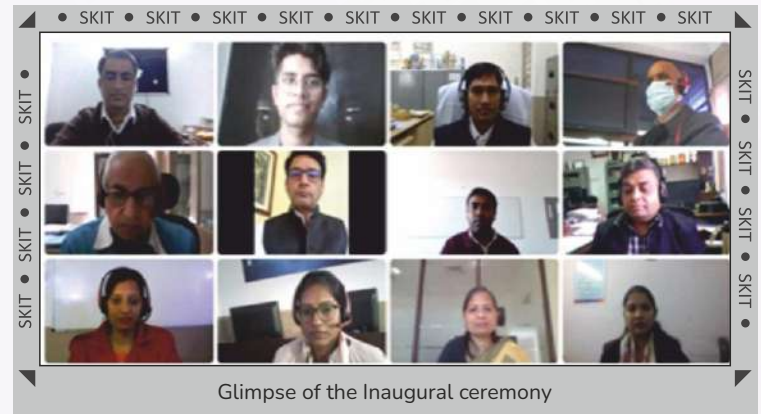 SKIT • SKIT • SKIT • SKIT • SKIT • SKIT • SKIT • SKIT • SKIT • SKIT
SKIT • SKIT • SKIT • SKIT •
SKIT • SKIT • SKIT • SKIT •
Glimpse of the Inaugural ceremony